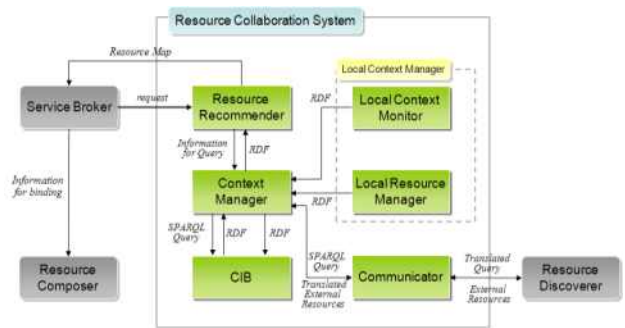 Resource Collaboration System
Resource Map
Local Context Manager
Service Broker
request
Resource
Recommender
RDF
Local Context
Monitor
Information
for Query
RDF
Information
for binding
Context
Manager
RDF
Local Resource
Manager
SPARQL
Query
RDF
RDF
SPARQL
Query
Translated
Query
Resource
Composer
CIB
Translated
External
Resources
Communicator
External
Resources
Resource
Discoverer